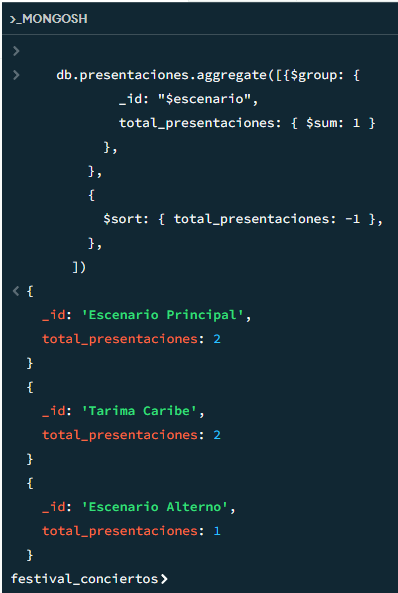 >_MONGOSH
>
> db.presentaciones.aggregate([{$group: {
_id: "$escenario",
total_presentaciones: { $sum: 1 }
},
},
{
$sort: { total_presentaciones: -1 },
},
])
< {
_id: 'Escenario Principal',
total_presentaciones: 2
}
{
_id: 'Tarima Caribe',
total_presentaciones: 2
}
{
_id: 'Escenario Alterno',
total_presentaciones: 1
}
festival_conciertos>